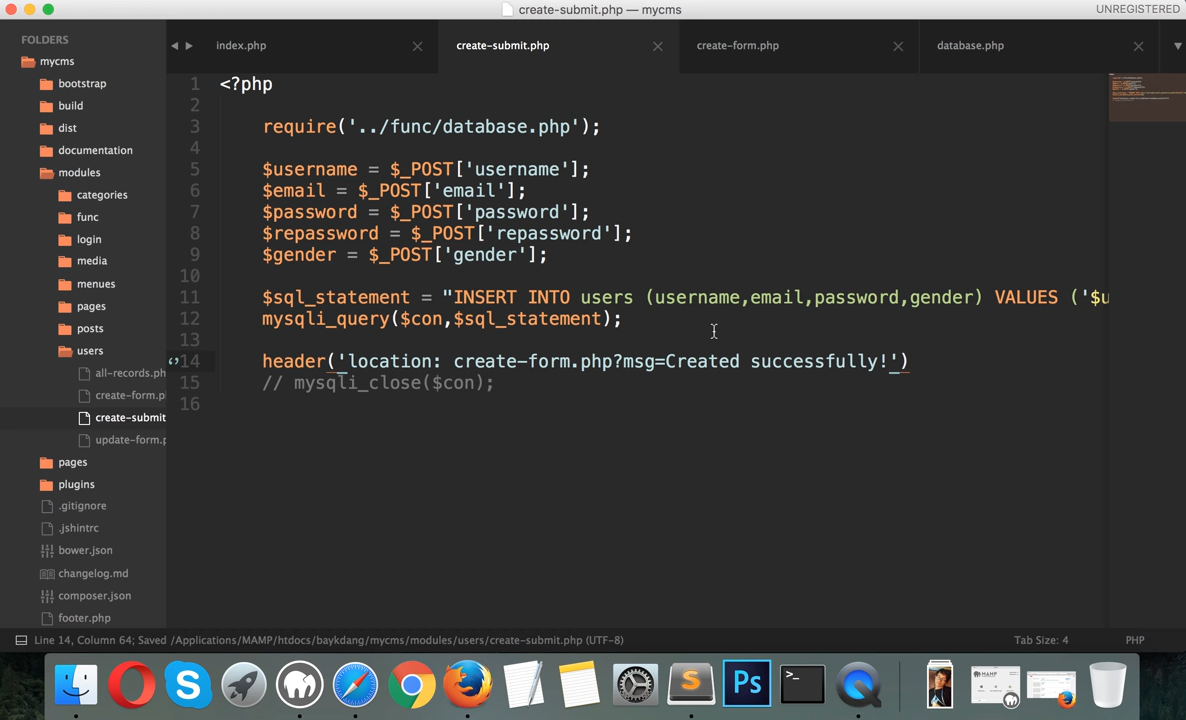 create-submit.php — mycms
UNREGISTERED
FOLDERS
mycms
bootstrap
build
dist
documentation
modules
categories
func
login
media
menues
pages
posts
users
all-records.ph
create-form.p
create-submit
update-form.p
pages
plugins
.gitignore
.jshintrc
bower.json
changelog.md
composer.json
footer.php
index.php
create-submit.php
create-form.php
database.php
1 <?php
2
3 require('../func/database.php');
4
5 $username = $_POST['username'];
6 $email = $_POST['email'];
7 $password = $_POST['password'];
8 $repassword = $_POST['repassword'];
9 $gender = $_POST['gender'];
10
11 $sql_statement = "INSERT INTO users (username,email,password,gender) VALUES ('$u
12 mysqli_query($con,$sql_statement);
13
14 header('location: create-form.php?msg=Created successfully!')
15 // mysqli_close($con);
16
Line 14, Column 64; Saved /Applications/MAMP/htdocs/baykdang/mycms/modules/users/create-submit.php (UTF-8)
Tab Size: 4
PHP
S
S
Ps
>_